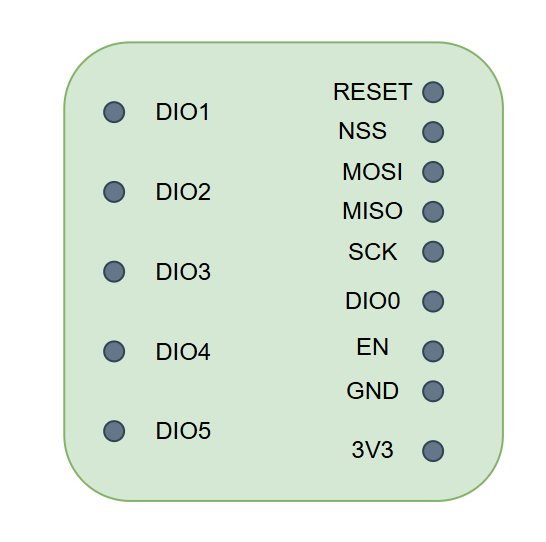 DIO1
DIO2
DIO3
DIO4
DIO5
RESET
NSS
MOSI
MISO
SCK
DIO0
EN
GND
3V3